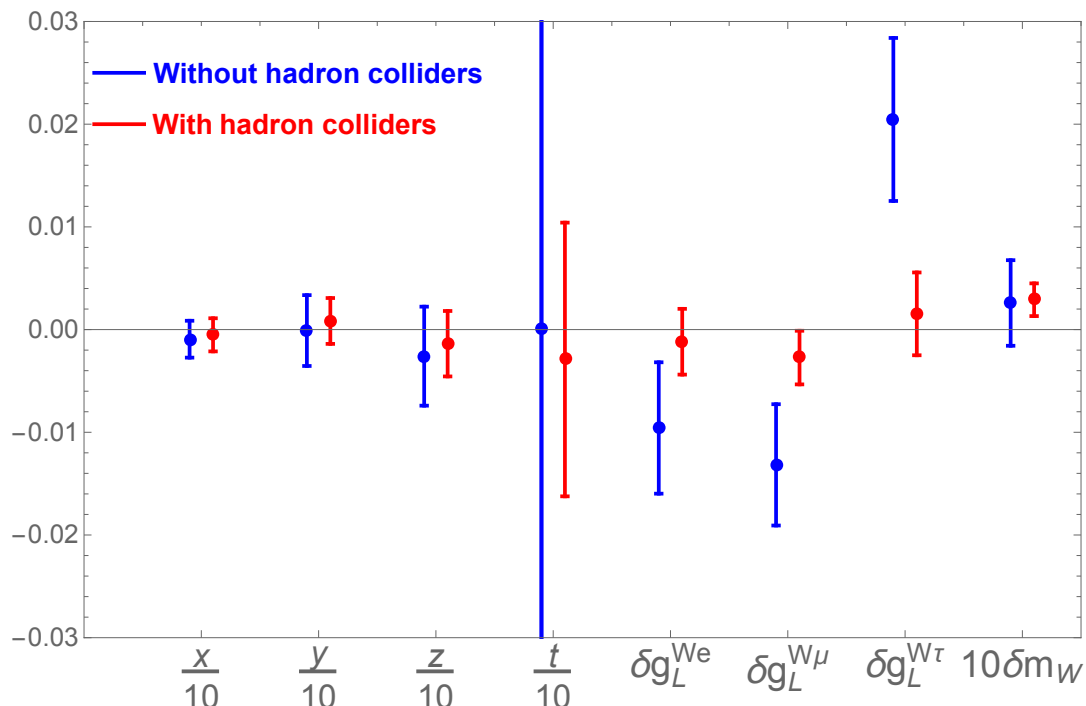 0.03
Without hadron colliders
With hadron colliders
0.02
0.01
0.00
−0.01
−0.02
−0.03
x/10 y/10 z/10 t/10 δg_L^{We} δg_L^{Wμ} δg_L^{Wτ} 10δm_W